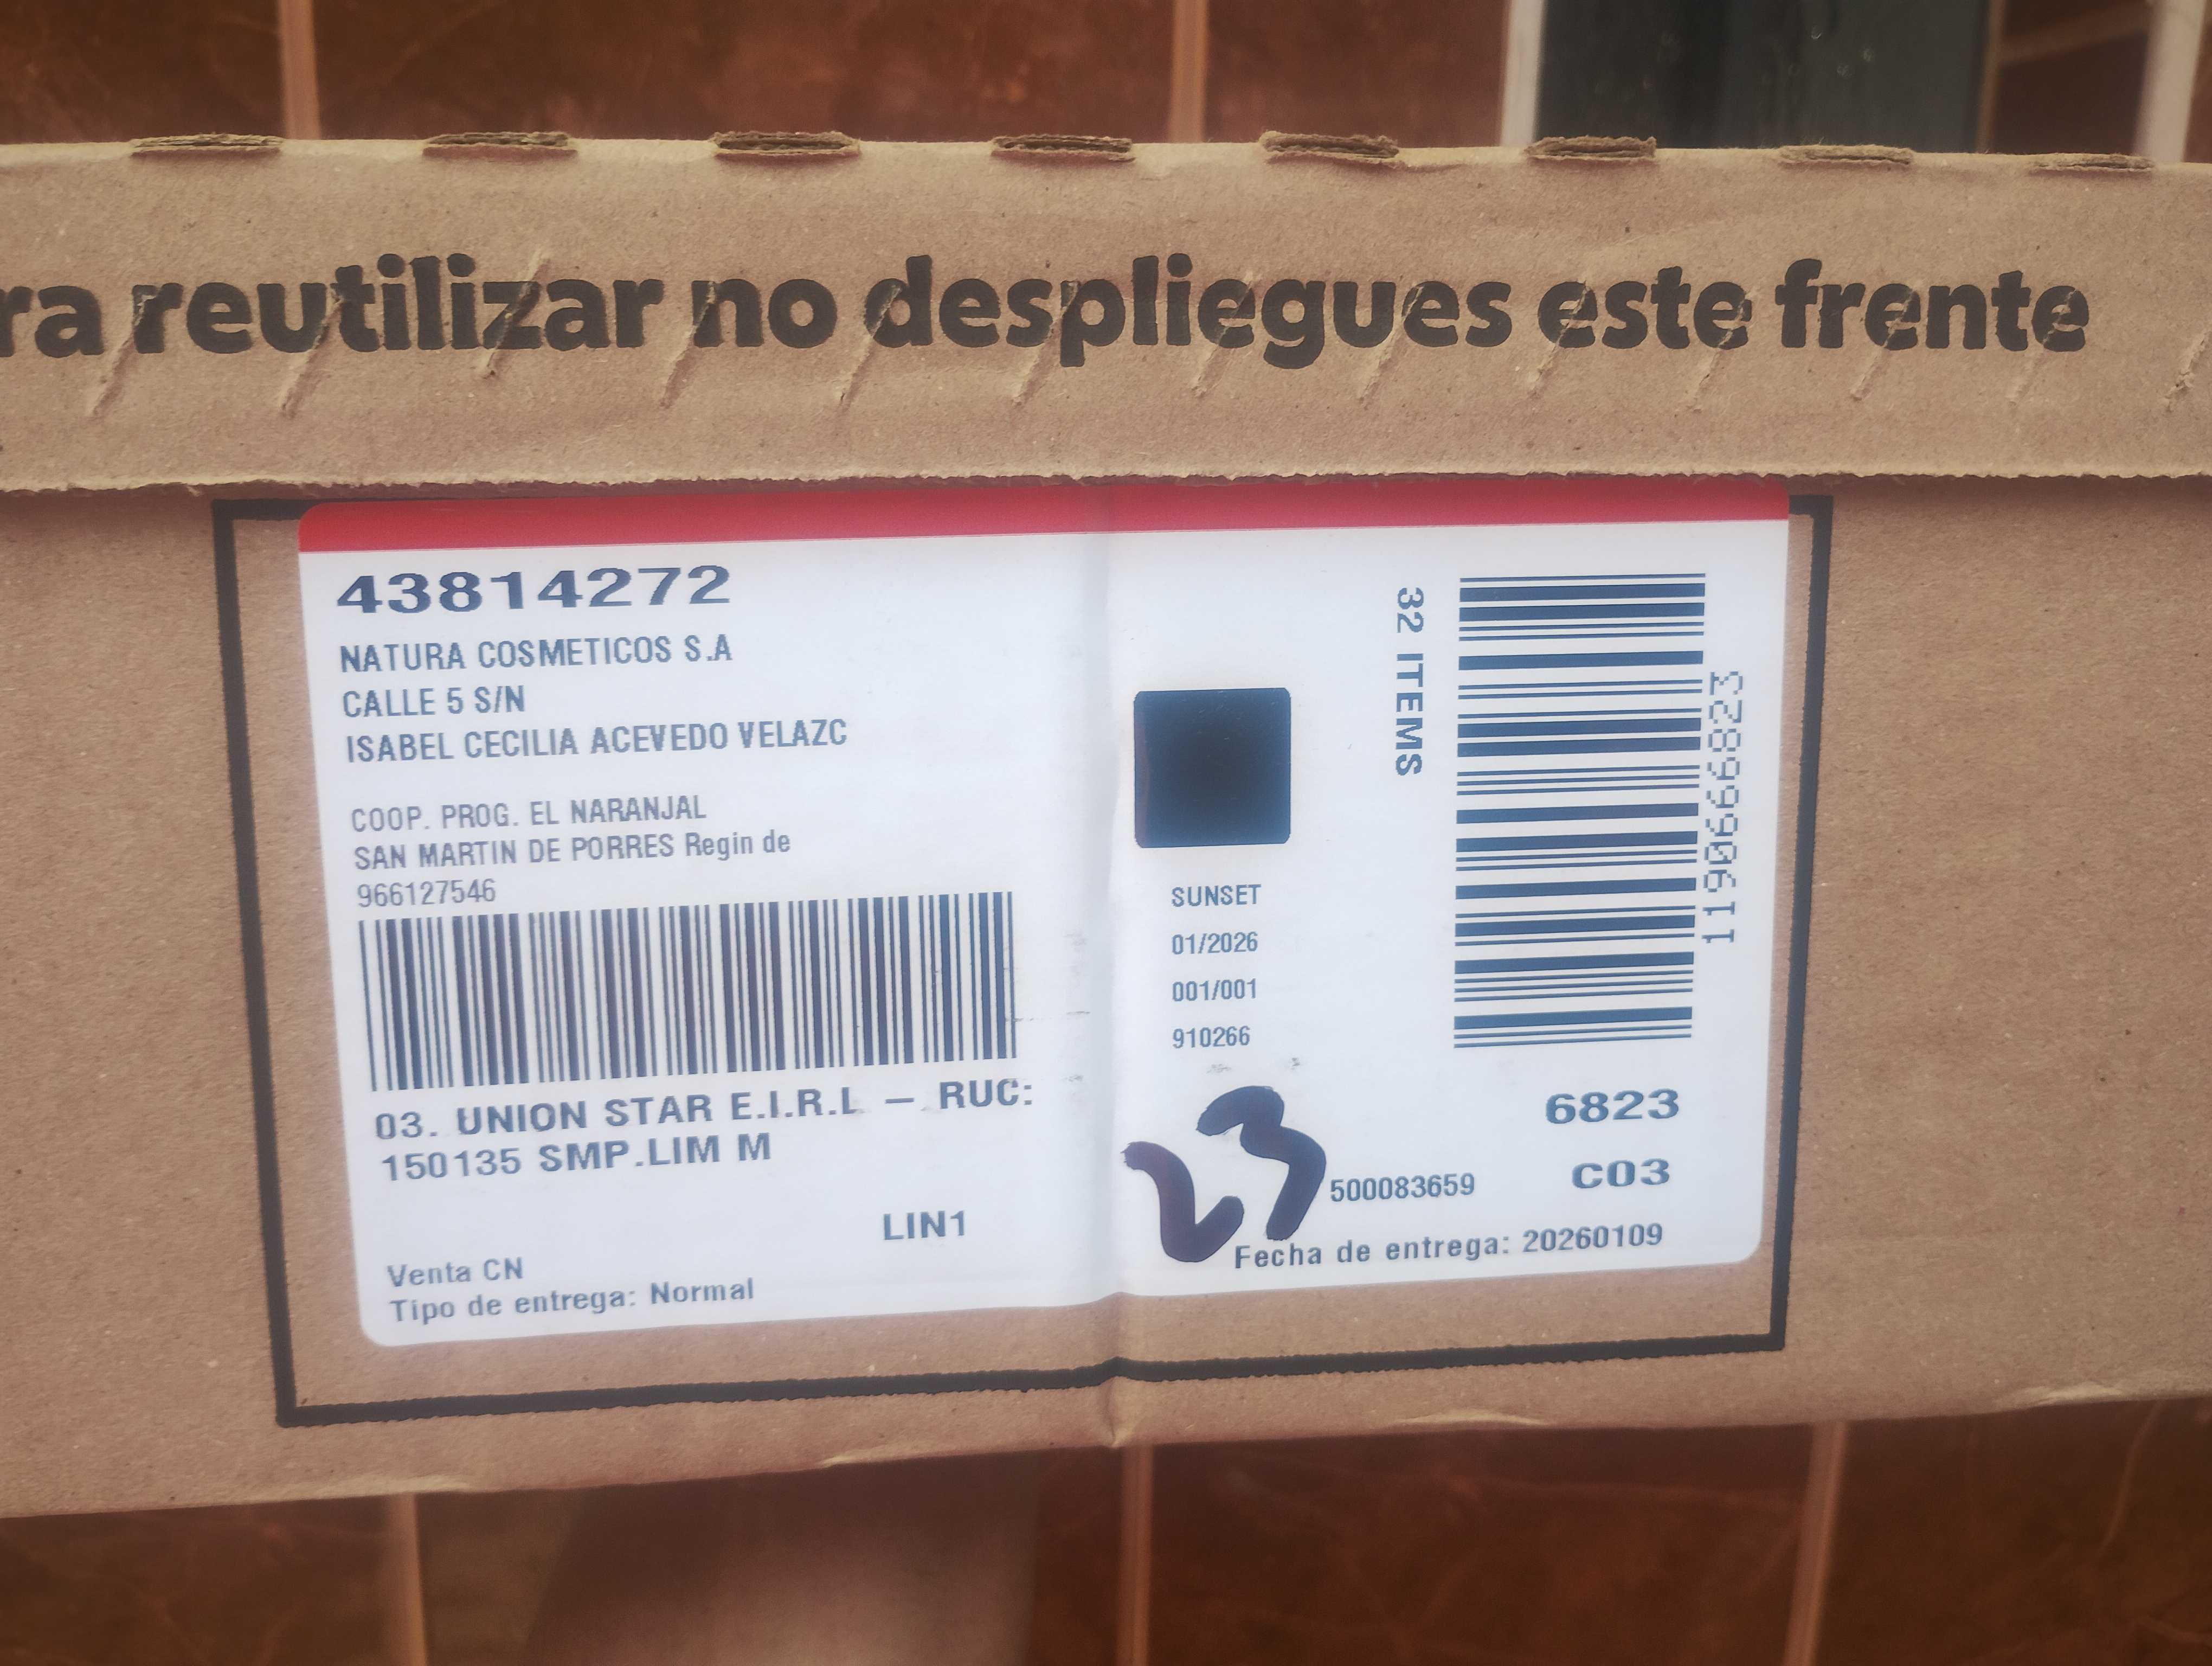 ra reutilizar no despliegues este frente
43814272
NATURA COSMETICOS S.A
CALLE 5 S/N
ISABEL CECILIA ACEVEDO VELAZC
COOP. PROG. EL NARANJAL
SAN MARTIN DE PORRES Regin de
966127546
03. UNION STAR E.I.R.L – RUC:
150135 SMP.LIM M
LIN1
Venta CN
Tipo de entrega: Normal
SUNSET
01/2026
001/001
910266
23
32 ITEMS
1190666823
6823
500083659
C03
Fecha de entrega: 20260109